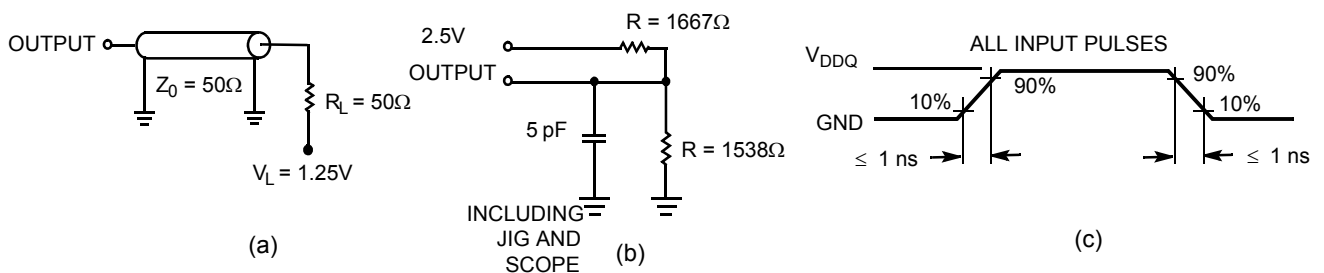 OUTPUT
Z0 = 50Ω
RL = 50Ω
VL = 1.25V
(a)
R = 1667Ω
2.5V
OUTPUT
5 pF
R = 1538Ω
INCLUDING
JIG AND
SCOPE
(b)
ALL INPUT PULSES
VDDQ
GND
10%
90%
90%
10%
≤ 1 ns
≤ 1 ns
(c)